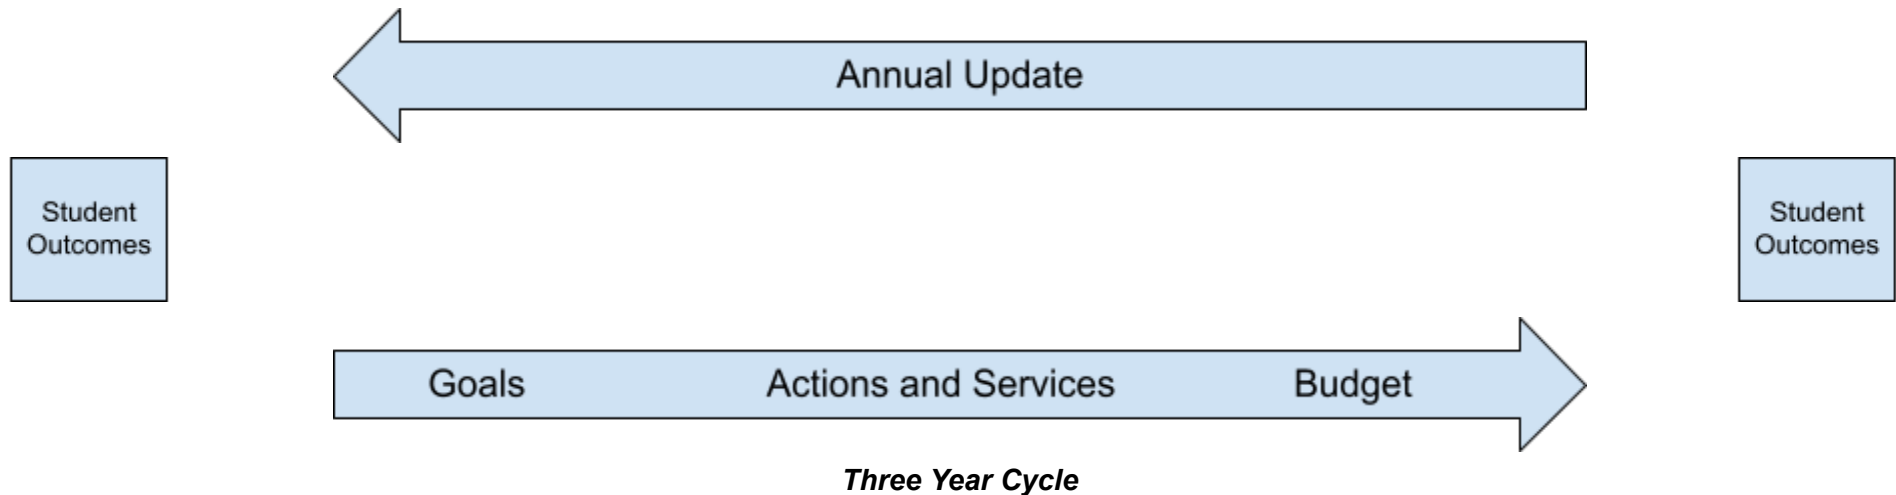 Annual Update
Student
Outcomes
Student
Outcomes
Goals Actions and Services Budget
Three Year Cycle